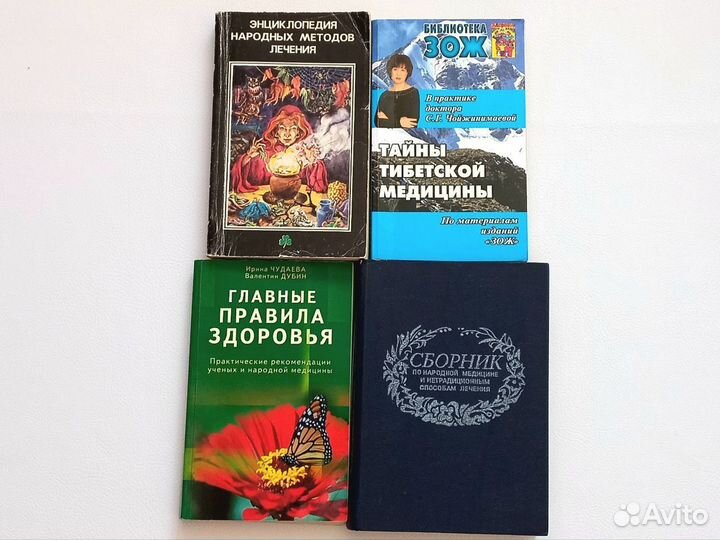 ЭНЦИКЛОПЕДИЯ
НАРОДНЫХ МЕТОДОВ
ЛЕЧЕНИЯ
БИБЛИОТЕКА
ЗОЖ
В практике
доктора
С.Г. Чойжинимаевой
ТАЙНЫ
ТИБЕТСКОЙ
МЕДИЦИНЫ
По материалам
изданий
«ЗОЖ»
Ирина ЧУДАЕВА
Валентин ДУБИН
ГЛАВНЫЕ
ПРАВИЛА
ЗДОРОВЬЯ
Практические рекомендации
ученых и народной медицины
СБОРНИК
ПО НАРОДНОЙ МЕДИЦИНЕ
И НЕТРАДИЦИОННЫМ
СПОСОБАМ ЛЕЧЕНИЯ
Avito